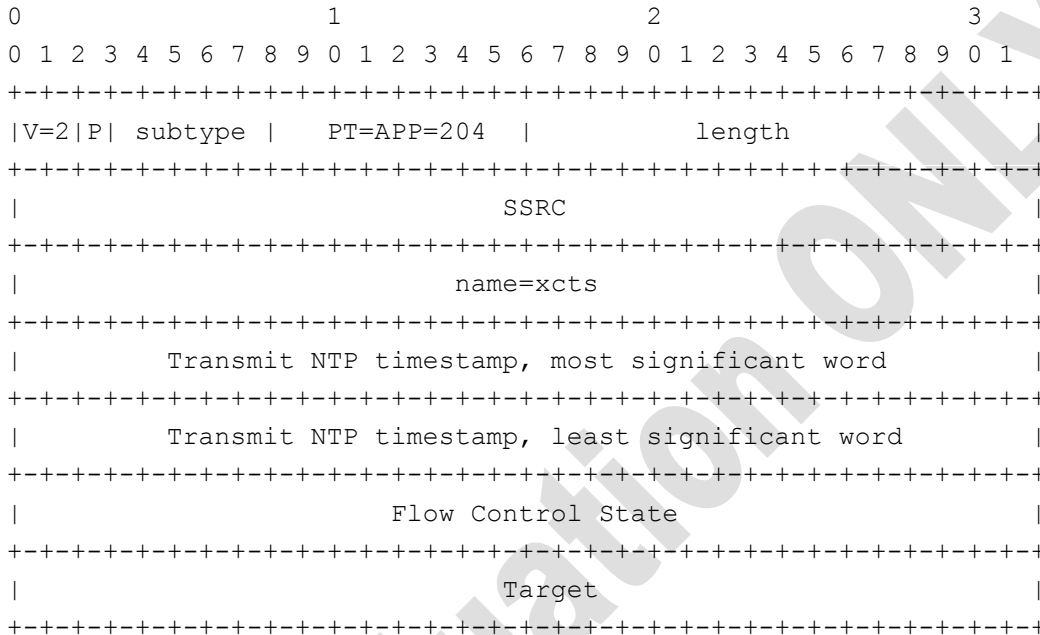 0                   1                   2                   3
0 1 2 3 4 5 6 7 8 9 0 1 2 3 4 5 6 7 8 9 0 1 2 3 4 5 6 7 8 9 0 1
+-+-+-+-+-+-+-+-+-+-+-+-+-+-+-+-+-+-+-+-+-+-+-+-+-+-+-+-+-+-+-+-+
|V=2|P| subtype |   PT=APP=204  |          length               |
+-+-+-+-+-+-+-+-+-+-+-+-+-+-+-+-+-+-+-+-+-+-+-+-+-+-+-+-+-+-+-+-+
|                              SSRC                             |
+-+-+-+-+-+-+-+-+-+-+-+-+-+-+-+-+-+-+-+-+-+-+-+-+-+-+-+-+-+-+-+-+
|                           name=xcts                           |
+-+-+-+-+-+-+-+-+-+-+-+-+-+-+-+-+-+-+-+-+-+-+-+-+-+-+-+-+-+-+-+-+
|         Transmit NTP timestamp, most significant word         |
+-+-+-+-+-+-+-+-+-+-+-+-+-+-+-+-+-+-+-+-+-+-+-+-+-+-+-+-+-+-+-+-+
|         Transmit NTP timestamp, least significant word        |
+-+-+-+-+-+-+-+-+-+-+-+-+-+-+-+-+-+-+-+-+-+-+-+-+-+-+-+-+-+-+-+-+
|                       Flow Control State                      |
+-+-+-+-+-+-+-+-+-+-+-+-+-+-+-+-+-+-+-+-+-+-+-+-+-+-+-+-+-+-+-+-+
|                              Target                           |
+-+-+-+-+-+-+-+-+-+-+-+-+-+-+-+-+-+-+-+-+-+-+-+-+-+-+-+-+-+-+-+-+